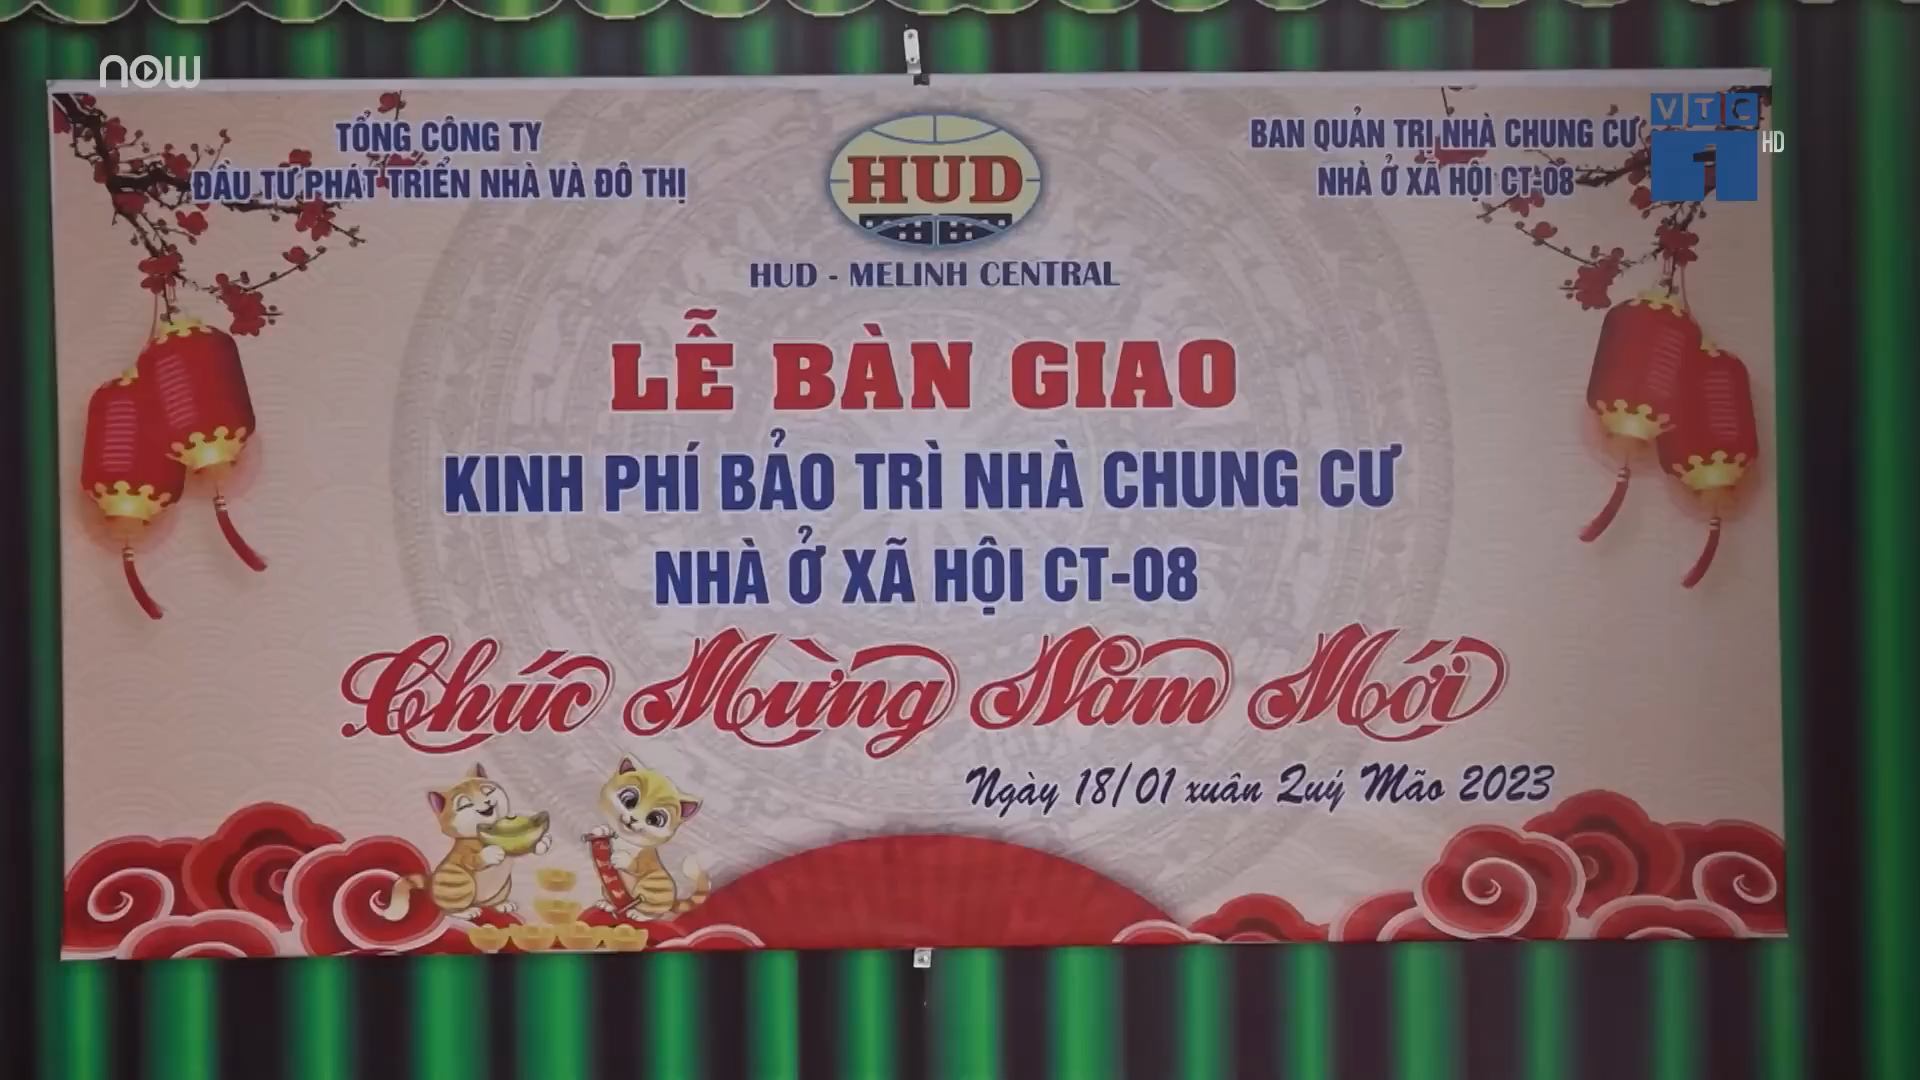 now
VTC
1 HD
TỔNG CÔNG TY
ĐẦU TƯ PHÁT TRIỂN NHÀ VÀ ĐÔ THỊ
BAN QUẢN TRỊ NHÀ CHUNG CƯ
NHÀ Ở XÃ HỘI CT-08
HUD
HUD - MELINH CENTRAL
LỄ BÀN GIAO
KINH PHÍ BẢO TRÌ NHÀ CHUNG CƯ
NHÀ Ở XÃ HỘI CT-08
Chúc Mừng Năm Mới
Ngày 18/01 xuân Quý Mão 2023